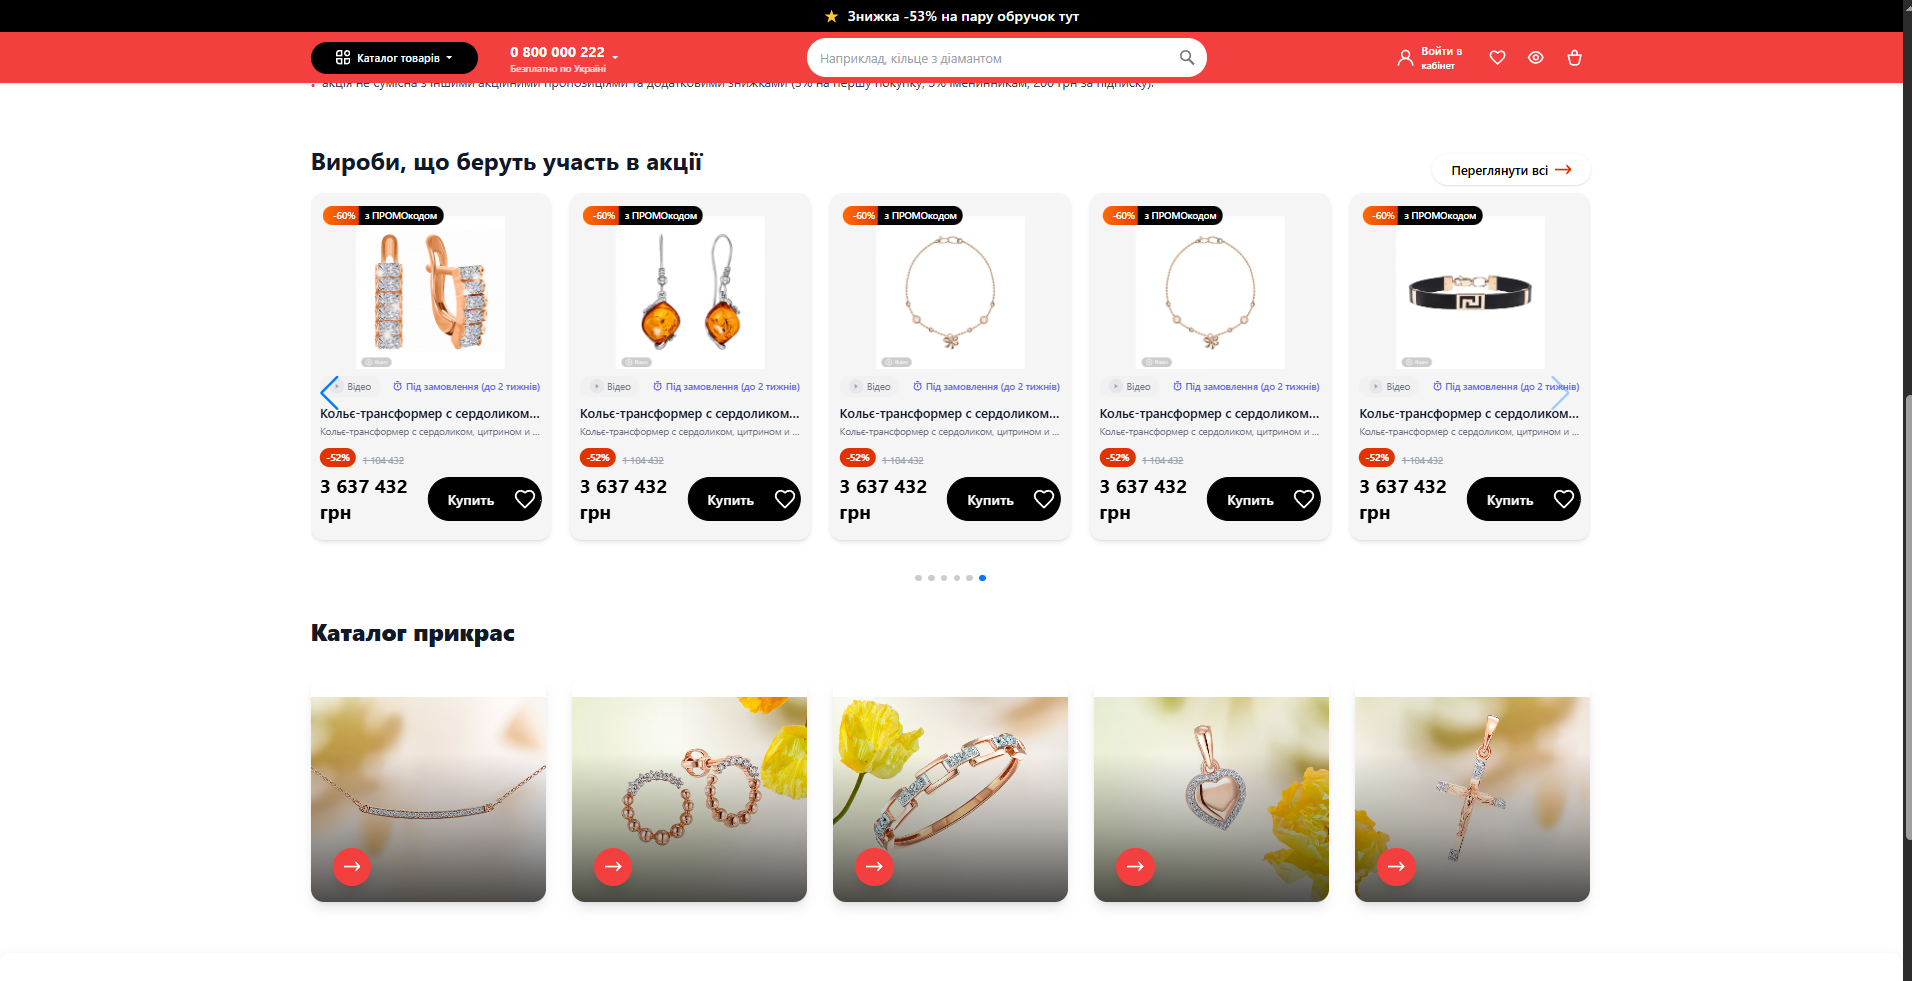 Знижка -53% на пару обручок тут
Каталог товарів
0 800 000 222
Безплатно по Україні
Наприклад, кільце з діамантом
Войти в
кабінет
акція не сумісна з іншими акційними пропозиціями та додатковими знижками (5% на першу покупку, 5% іменинникам, 200 грн за підписку).
Вироби, що беруть участь в акції
Переглянути всі
-60% з ПРОМОкодом
Відео
Під замовлення (до 2 тижнів)
Кольє-трансформер с сердоликом...
Кольє-трансформер с сердоликом, цитрином и ...
-52% 1 104 432
3 637 432
грн
Купить
-60% з ПРОМОкодом
Відео
Під замовлення (до 2 тижнів)
Кольє-трансформер с сердоликом...
Кольє-трансформер с сердоликом, цитрином и ...
-52% 1 104 432
3 637 432
грн
Купить
-60% з ПРОМОкодом
Відео
Під замовлення (до 2 тижнів)
Кольє-трансформер с сердоликом...
Кольє-трансформер с сердоликом, цитрином и ...
-52% 1 104 432
3 637 432
грн
Купить
-60% з ПРОМОкодом
Відео
Під замовлення (до 2 тижнів)
Кольє-трансформер с сердоликом...
Кольє-трансформер с сердоликом, цитрином и ...
-52% 1 104 432
3 637 432
грн
Купить
-60% з ПРОМОкодом
Відео
Під замовлення (до 2 тижнів)
Кольє-трансформер с сердоликом...
Кольє-трансформер с сердоликом, цитрином и ...
-52% 1 104 432
3 637 432
грн
Купить
Каталог прикрас